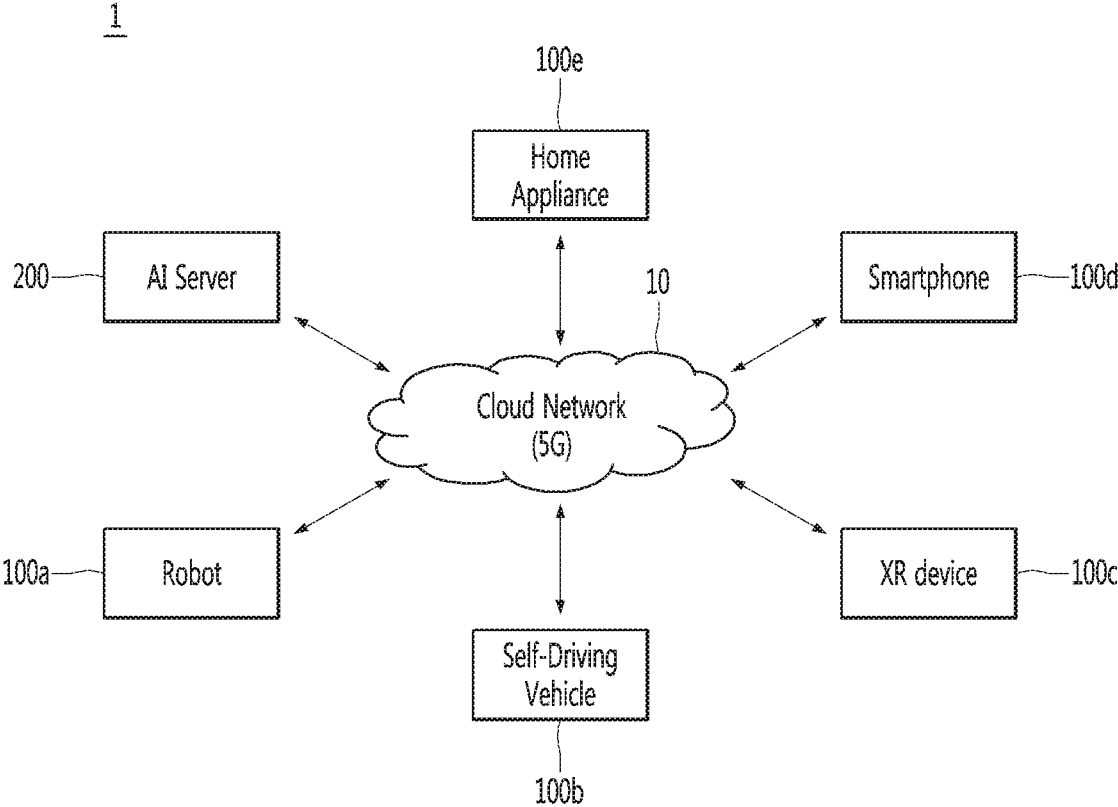 1
100e
Home
Appliance
200
AI Server
10
Smartphone
100d
Cloud Network
(5G)
100a
Robot
XR device
100c
Self-Driving
Vehicle
100b